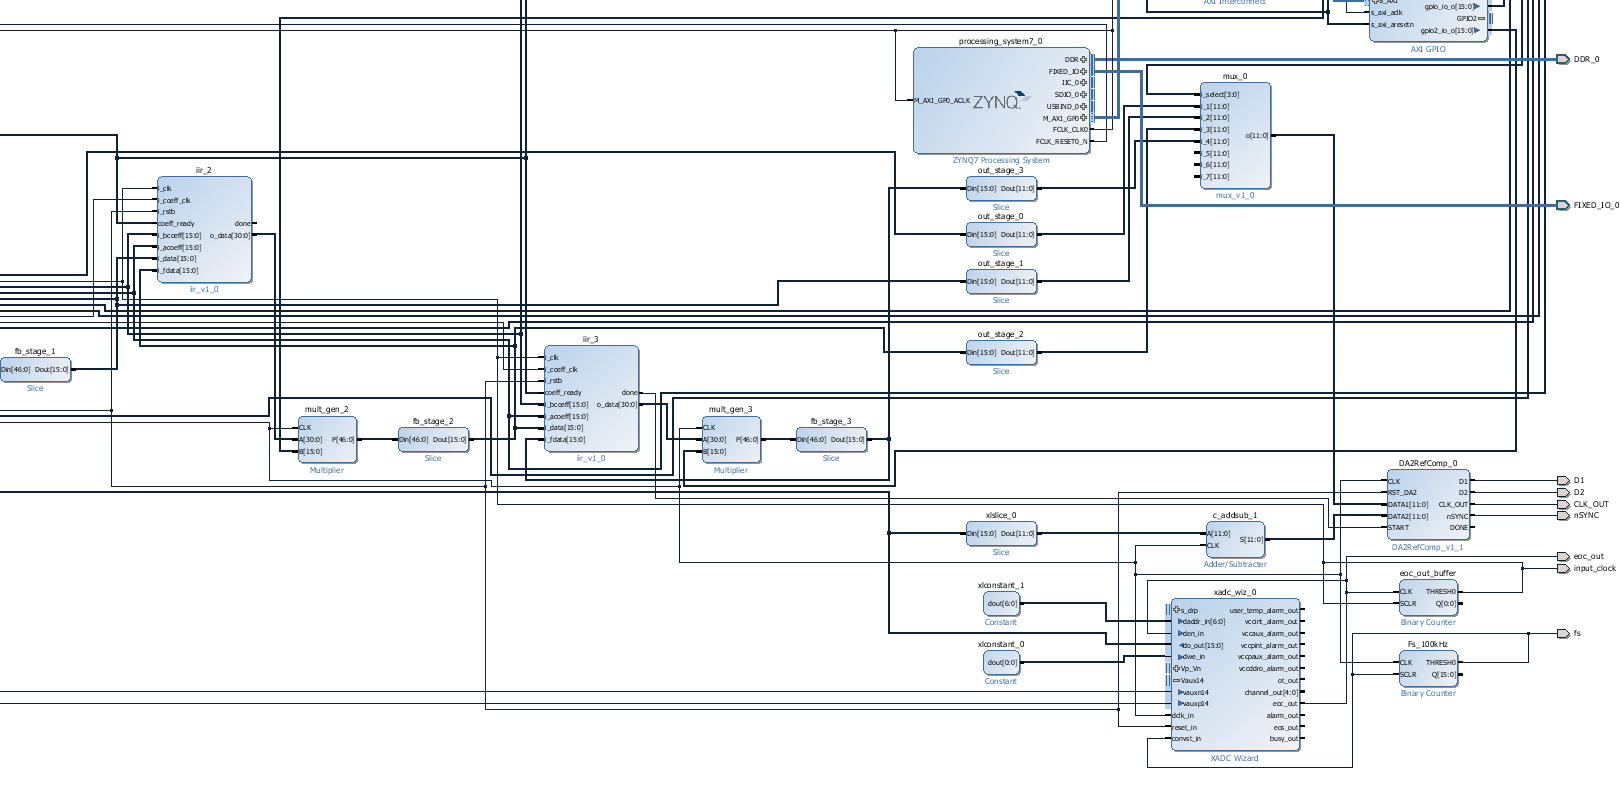 AXI Interconnect
S_AXI
s_axi_aclk
s_axi_aresetn
gpio_io_o[15:0]
GPIO2
gpio2_io_o[15:0]
AXI GPIO
processing_system7_0
M_AXI_GP0_ACLK
ZYNQ
DDR
FIXED_IO
IIC_0
SDIO_0
USBIND_0
M_AXI_GP0
FCLK_CLK0
FCLK_RESET0_N
ZYNQ7 Processing System
DDR_0
mux_0
i_select[3:0]
i_1[11:0]
i_2[11:0]
i_3[11:0]
i_4[11:0]
i_5[11:0]
i_6[11:0]
i_7[11:0]
o[11:0]
mux_v1_0
FIXED_IO_0
iir_2
i_clk
i_coeff_clk
i_rstb
coeff_ready
i_bcoeff[15:0]
i_acoeff[15:0]
i_data[15:0]
i_fdata[15:0]
done
o_data[30:0]
iir_v1_0
out_stage_3
Din[15:0] Dout[11:0]
Slice
out_stage_0
Din[15:0] Dout[11:0]
Slice
out_stage_1
Din[15:0] Dout[11:0]
Slice
out_stage_2
Din[15:0] Dout[11:0]
Slice
fb_stage_1
Din[46:0] Dout[15:0]
Slice
iir_3
i_clk
i_coeff_clk
i_rstb
coeff_ready
i_bcoeff[15:0]
i_acoeff[15:0]
i_data[15:0]
i_fdata[15:0]
done
o_data[30:0]
iir_v1_0
mult_gen_2
CLK
A[30:0]
B[15:0]
P[46:0]
Multiplier
fb_stage_2
Din[46:0] Dout[15:0]
Slice
mult_gen_3
CLK
A[30:0]
B[15:0]
P[46:0]
Multiplier
fb_stage_3
Din[46:0] Dout[15:0]
Slice
DA2RefComp_0
CLK
RST_DA2
DATA1[11:0]
DATA2[11:0]
START
D1
D2
CLK_OUT
nSYNC
DONE
DA2RefComp_v1_1
D1
D2
CLK_OUT
nSYNC
xlslice_0
Din[15:0] Dout[11:0]
Slice
c_addsub_1
A[11:0]
CLK
S[11:0]
Adder/Subtracter
eoc_out
input_clock
eoc_out_buffer
CLK
SCLR
THRESH0
Q[0:0]
Binary Counter
xlconstant_1
dout[6:0]
Constant
xlconstant_0
dout[0:0]
Constant
xadc_wiz_0
s_drp
daddr_in[6:0]
den_in
do_out[15:0]
dwe_in
Vp_Vn
Vaux14
vauxn14
vauxp14
dclk_in
reset_in
convst_in
user_temp_alarm_out
vccint_alarm_out
vccaux_alarm_out
vccpint_alarm_out
vccpaux_alarm_out
vccddro_alarm_out
ot_out
channel_out[4:0]
eoc_out
alarm_out
eos_out
busy_out
XADC Wizard
fs
Fs_100kHz
CLK
SCLR
THRESH0
Q[15:0]
Binary Counter